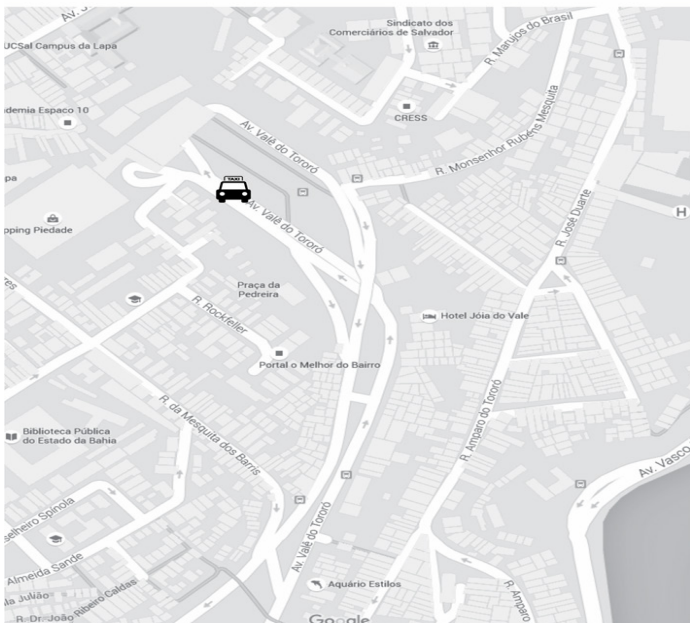 Av. J
Sindicato dos
Comerciários de Salvador
R. Marujos do Brasil
UCSal Campus da Lapa
CRESS
demia Espaco 10
Av. Vale do Tororó
R. Monsenhor Rubens Mesquita
pa
TAXI
R. José Duarte
H
pping Piedade
Av. Vale do Tororó
Praça da
Pedreira
res
R. Rockfeller
Hotel Jóia do Vale
Portal o Melhor do Bairro
R. da Mesquita dos Barris
R. Amparo do Tororó
Biblioteca Pública
do Estado da Bahia
Av. Vasco
selheiro Spínola
Av. Vale do Tororó
Almeida Sande
Aquário Estilos
la Julião
R. Dr. João Ribeiro Caldas
R. Amparo
Google